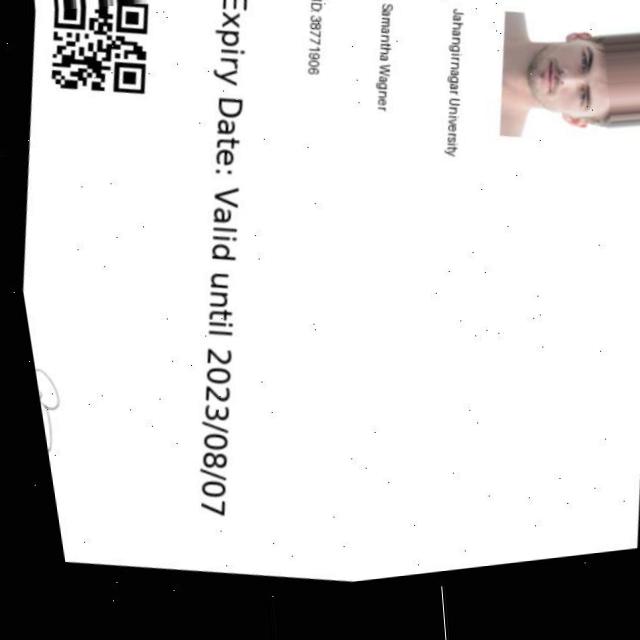 Jahangirnagar University
Samantha Wagner
ID: 38771906
Expiry Date: Valid until 2023/08/07